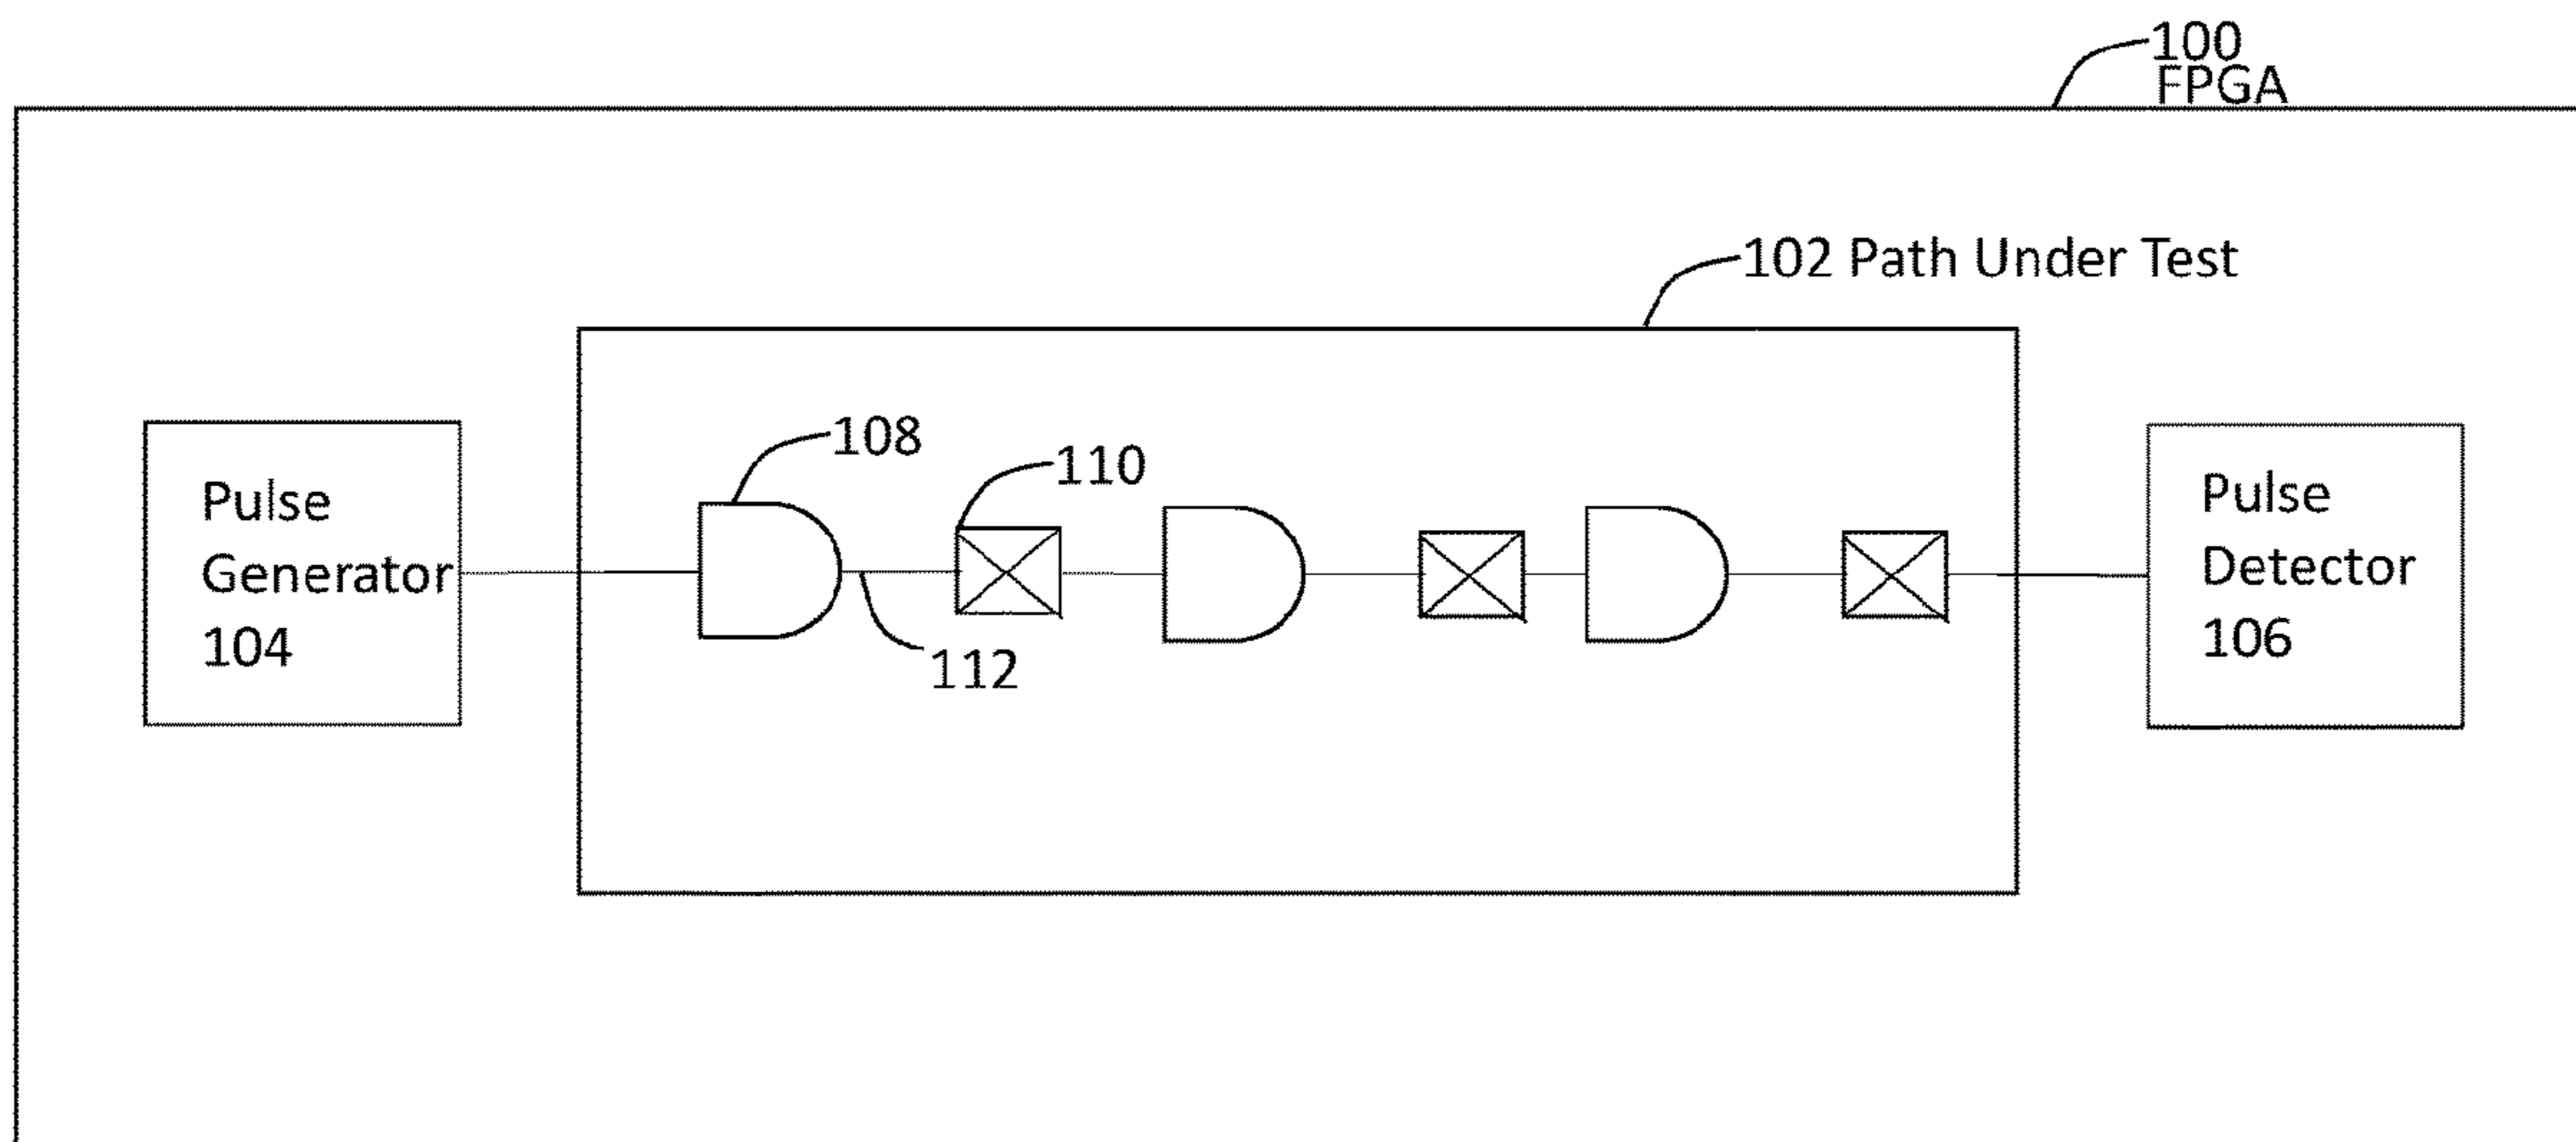 100
FPGA
102 Path Under Test
108
110
Pulse
Generator
104
112
Pulse
Detector
106